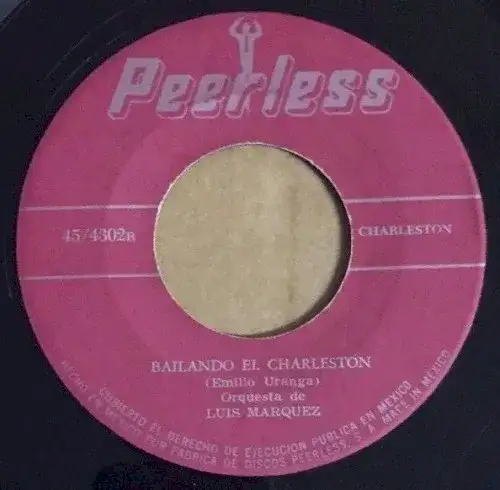 Peerless
45/4302B
CHARLESTON
BAILANDO EL CHARLESTON
(Emilio Uranga)
Orquesta de
LUIS MARQUEZ
CUBIERTO EL DERECHO DE EJECUCION PUBLICA EN MEXICO
HECHO EN MEXICO POR FABRICA DE DISCOS PEERLESS, S A MADE IN MEXICO